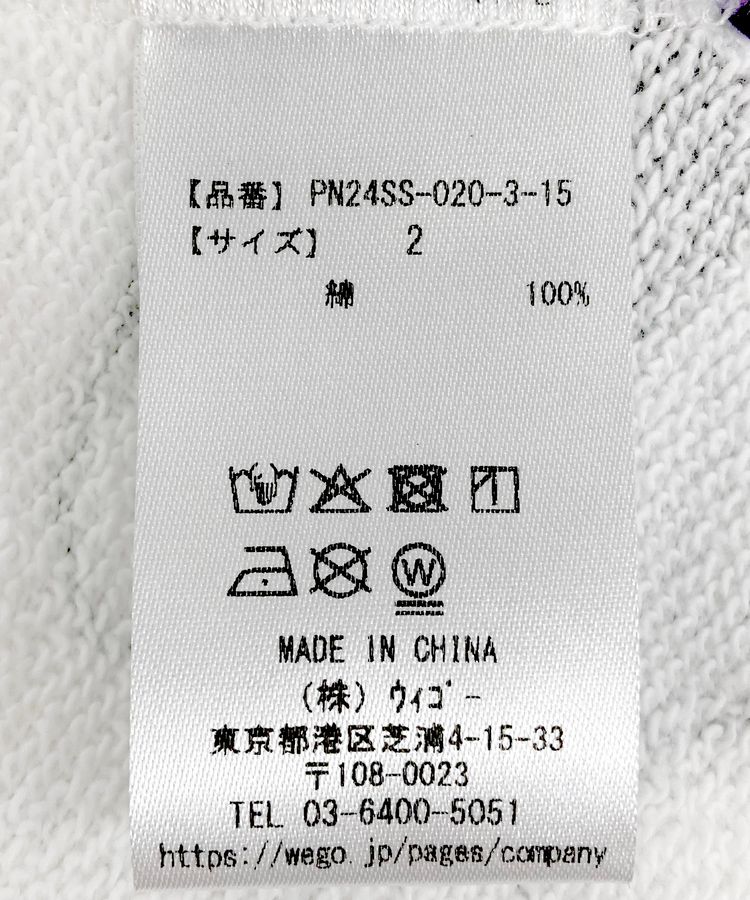 【品番】 PN24SS-020-3-15
【サイズ】 2
綿 100%
W
MADE IN CHINA
(株) ウィゴー
東京都港区芝浦4-15-33
〒108-0023
TEL 03-6400-5051
https://wego.jp/pages/company